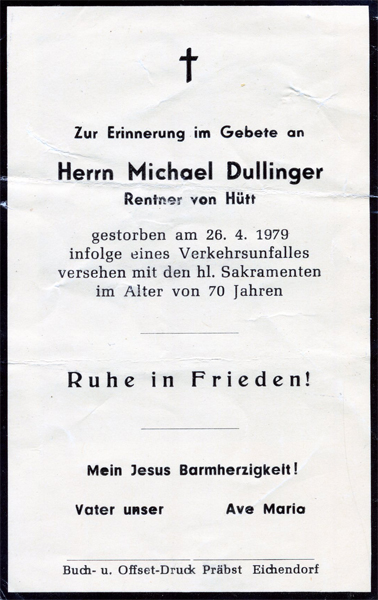 Zur Erinnerung im Gebete an
Herrn Michael Dullinger
Rentner von Hütt
gestorben am 26. 4. 1979
infolge eines Verkehrsunfalles
versehen mit den hl. Sakramenten
im Alter von 70 Jahren
Ruhe in Frieden!
Mein Jesus Barmherzigkeit!
Vater unser Ave Maria
Buch- u. Offset-Druck Präbst Eichendorf